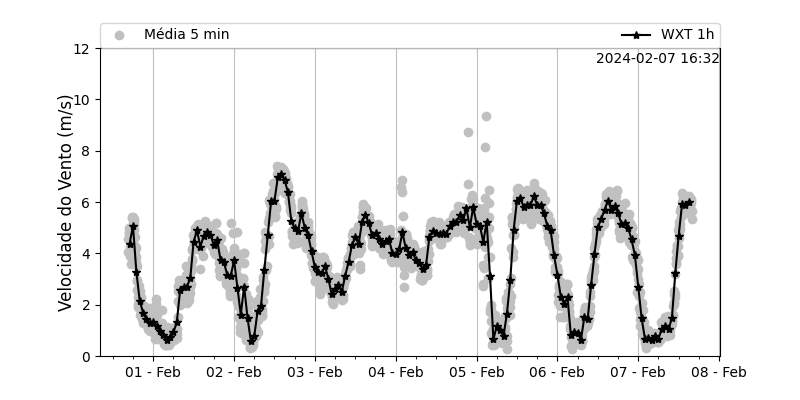 Média 5 min
WXT 1h
2024-02-07 16:32
Velocidade do Vento (m/s)
12
10
8
6
4
2
0
01 - Feb
02 - Feb
03 - Feb
04 - Feb
05 - Feb
06 - Feb
07 - Feb
08 - Feb